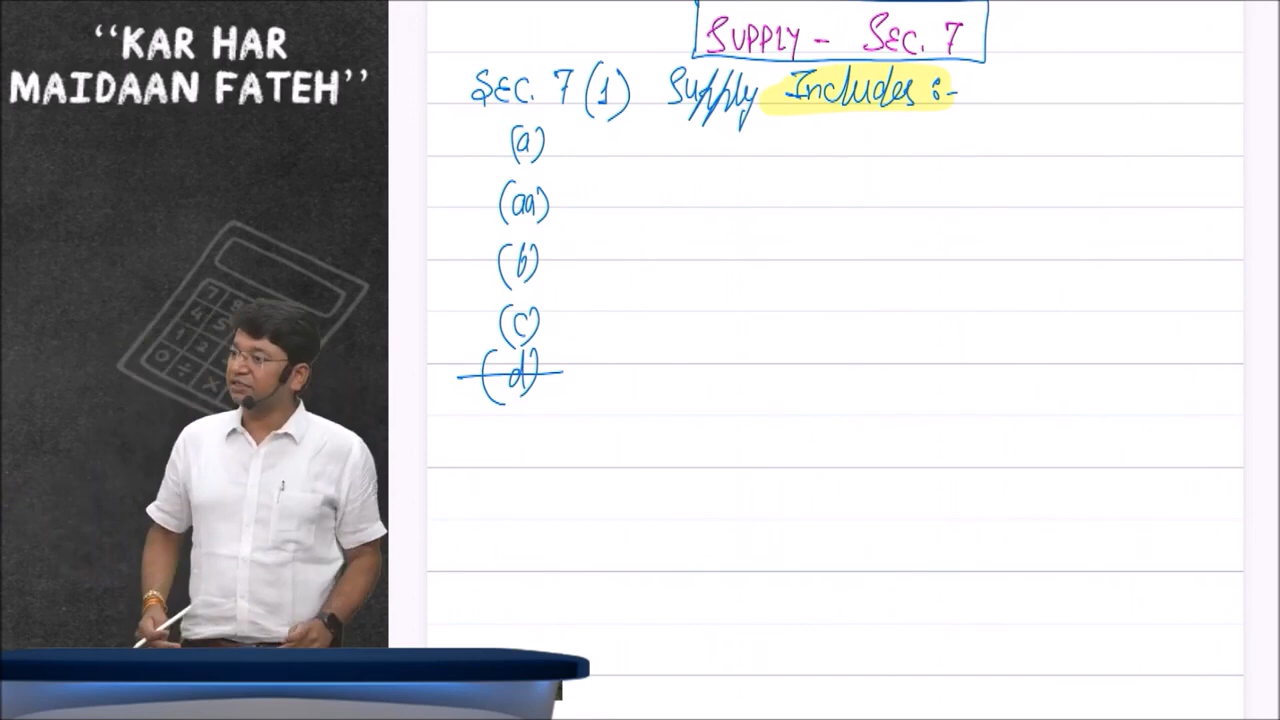 “KAR HAR
MAIDAAN FATEH”
SUPPLY - SEC. 7
SEC. 7 (1) Supply Includes :-
(a)
(aa)
(b)
(c)
(d)